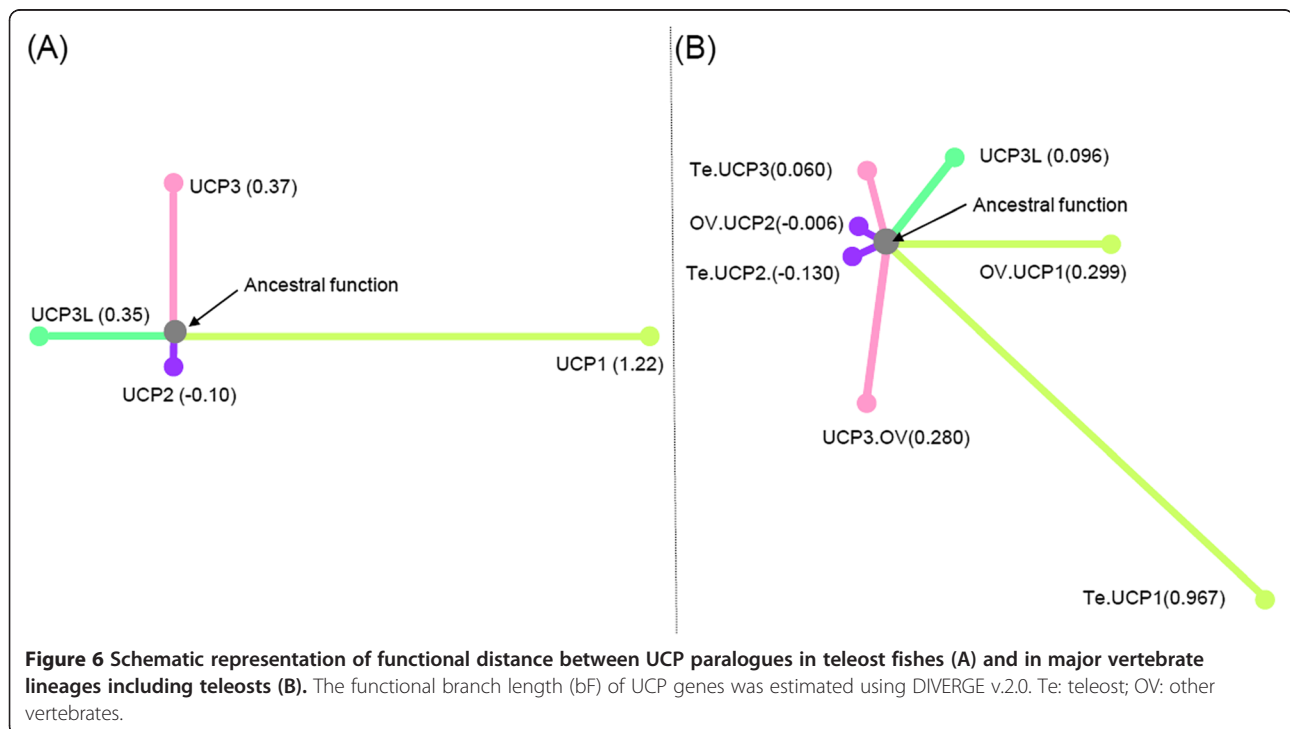 (A)
UCP3 (0.37)
Ancestral function
UCP3L (0.35)
UCP1 (1.22)
UCP2 (-0.10)
(B)
UCP3L (0.096)
Te.UCP3(0.060)
Ancestral function
OV.UCP2(-0.006)
Te.UCP2.(-0.130)
OV.UCP1(0.299)
UCP3.OV(0.280)
Te.UCP1(0.967)
Figure 6 Schematic representation of functional distance between UCP paralogues in teleost fishes (A) and in major vertebrate
lineages including teleosts (B). The functional branch length (bF) of UCP genes was estimated using DIVERGE v.2.0. Te: teleost; OV: other
vertebrates.